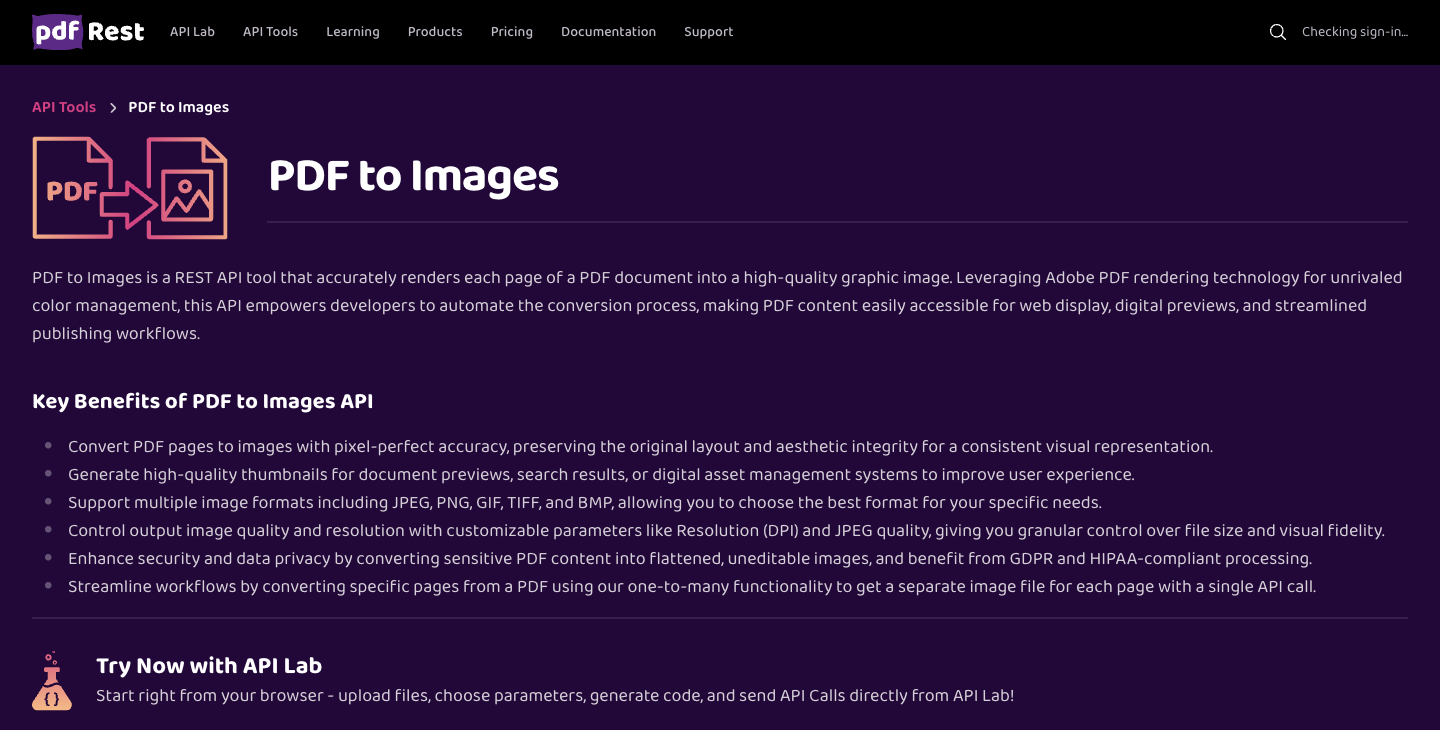 pdf Rest API Lab API Tools Learning Products Pricing Documentation Support Checking sign-in...
API Tools > PDF to Images
PDF
PDF to Images
PDF to Images is a REST API tool that accurately renders each page of a PDF document into a high-quality graphic image. Leveraging Adobe PDF rendering technology for unrivaled
color management, this API empowers developers to automate the conversion process, making PDF content easily accessible for web display, digital previews, and streamlined
publishing workflows.
Key Benefits of PDF to Images API
Convert PDF pages to images with pixel-perfect accuracy, preserving the original layout and aesthetic integrity for a consistent visual representation.
Generate high-quality thumbnails for document previews, search results, or digital asset management systems to improve user experience.
Support multiple image formats including JPEG, PNG, GIF, TIFF, and BMP, allowing you to choose the best format for your specific needs.
Control output image quality and resolution with customizable parameters like Resolution (DPI) and JPEG quality, giving you granular control over file size and visual fidelity.
Enhance security and data privacy by converting sensitive PDF content into flattened, uneditable images, and benefit from GDPR and HIPAA-compliant processing.
Streamline workflows by converting specific pages from a PDF using our one-to-many functionality to get a separate image file for each page with a single API call.
{ }
Try Now with API Lab
Start right from your browser - upload files, choose parameters, generate code, and send API Calls directly from API Lab!